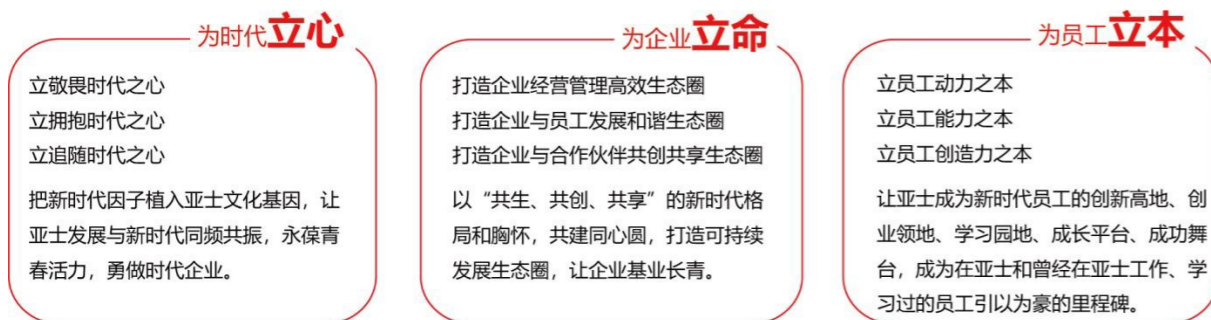 为时代立心
立敬畏时代之心
立拥抱时代之心
立追随时代之心
把新时代因子植入亚士文化基因，让
亚士发展与新时代同频共振，永葆青
春活力，勇做时代企业。
为企业立命
打造企业经营管理高效生态圈
打造企业与员工发展和谐生态圈
打造企业与合作伙伴共创共享生态圈
以“共生、共创、共享”的新时代格
局和胸怀，共建同心圆，打造可持续
发展生态圈，让企业基业长青。
为员工立本
立员工动力之本
立员工能力之本
立员工创造力之本
让亚士成为新时代员工的创新高地、创
业领地、学习园地、成长平台、成功舞
台，成为在亚士和曾经在亚士工作、学
习过的员工引以为豪的里程碑。